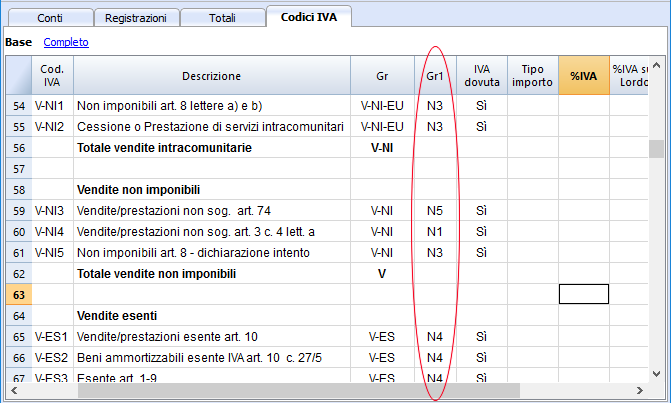 Conti Registrazioni Totali Codici IVA
Base Completo
Cod. IVA Descrizione Gr Gr1 IVA dovuta Tipo importo %IVA %IVA su Lordo
54 V-NI1 Non imponibili art. 8 lettere a) e b) V-NI-EU N3 Sì
55 V-NI2 Cessione o Prestazione di servizi intracomunitari V-NI-EU N3 Sì
56 Totale vendite intracomunitarie V-NI
57
58 Vendite non imponibili
59 V-NI3 Vendite/prestazioni non sog. art. 74 V-NI N5 Sì
60 V-NI4 Vendite/prestazioni non sog. art. 3 c. 4 lett. a V-NI N1 Sì
61 V-NI5 Non imponibili art. 8 - dichiarazione intento V-NI N3 Sì
62 Totale vendite non imponibili V
63
64 Vendite esenti
65 V-ES1 Vendite/prestazioni esente art. 10 V-ES N4 Sì
66 V-ES2 Beni ammortizzabili esente IVA art. 10 c. 27/5 V-ES N4 Sì
67 V-ES3 Esente art. 1-9 V-ES N4 Sì